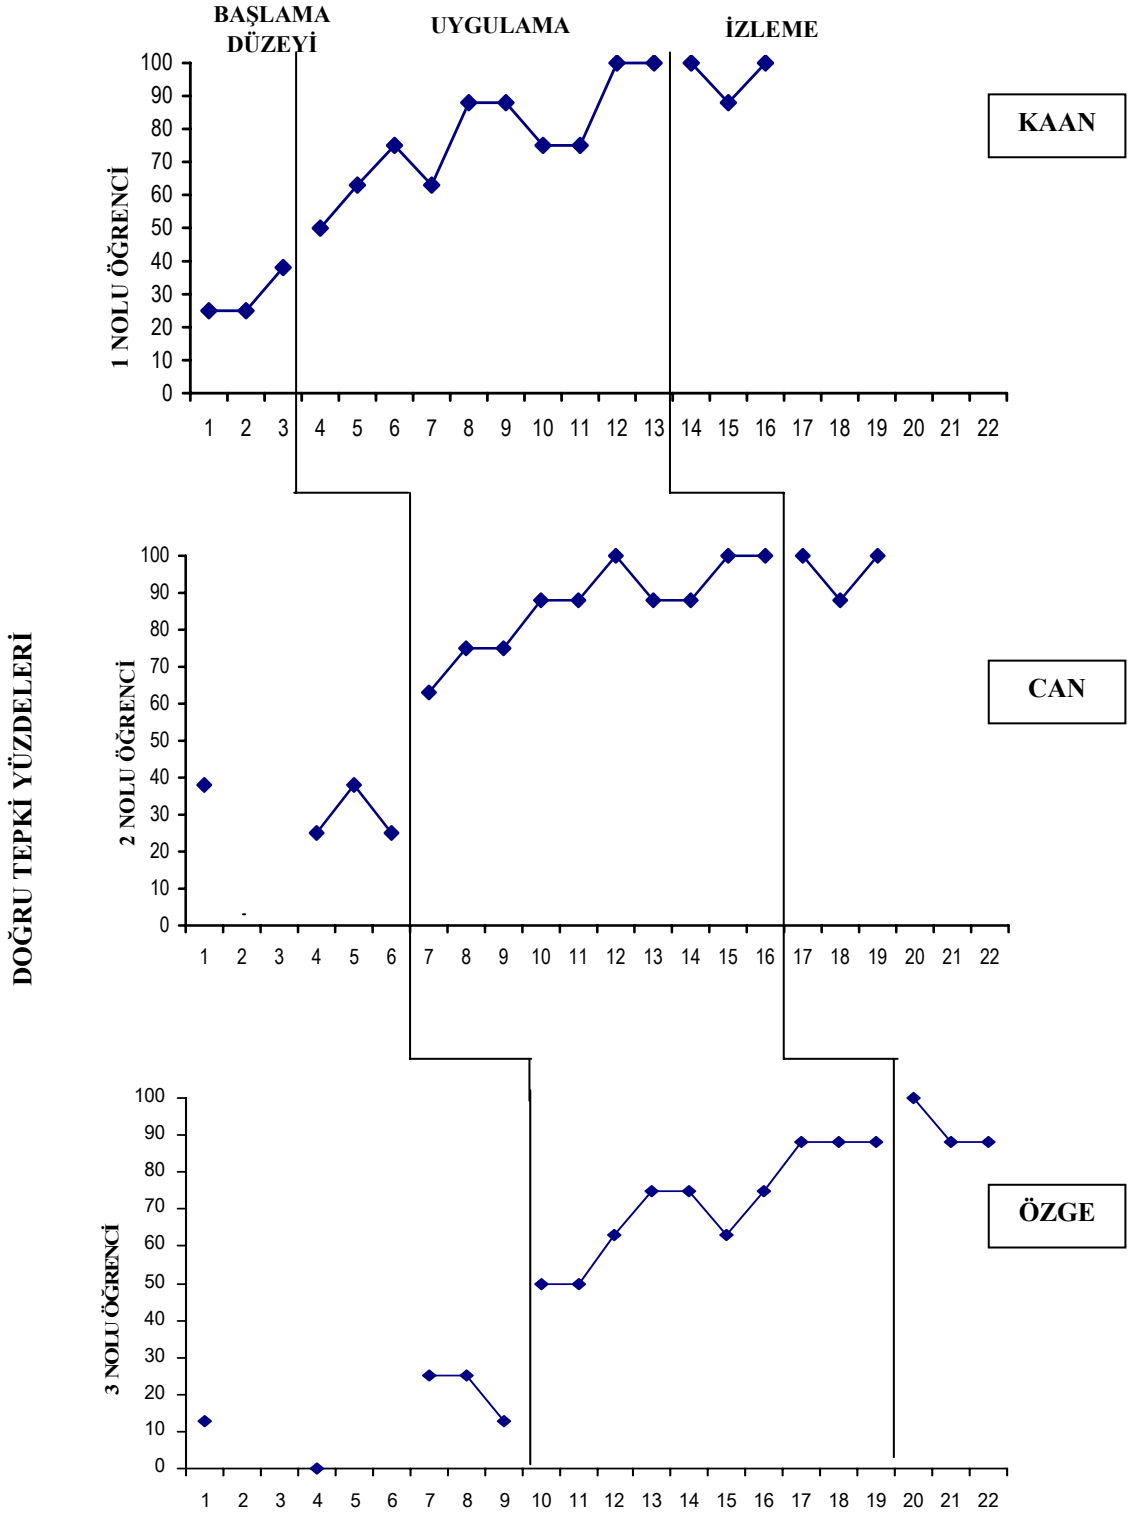 BAŞLAMA
DÜZEYİ
UYGULAMA
İZLEME
DOĞRU TEPKİ YÜZDELERİ
1 NOLU ÖĞRENCİ
100
90
80
70
60
50
40
30
20
10
0
1 2 3 4 5 6 7 8 9 10 11 12 13 14 15 16 17 18 19 20 21 22
KAAN
2 NOLU ÖĞRENCİ
100
90
80
70
60
50
40
30
20
10
0
1 2 3 4 5 6 7 8 9 10 11 12 13 14 15 16 17 18 19 20 21 22
CAN
3 NOLU ÖĞRENCİ
100
90
80
70
60
50
40
30
20
10
0
1 2 3 4 5 6 7 8 9 10 11 12 13 14 15 16 17 18 19 20 21 22
ÖZGE